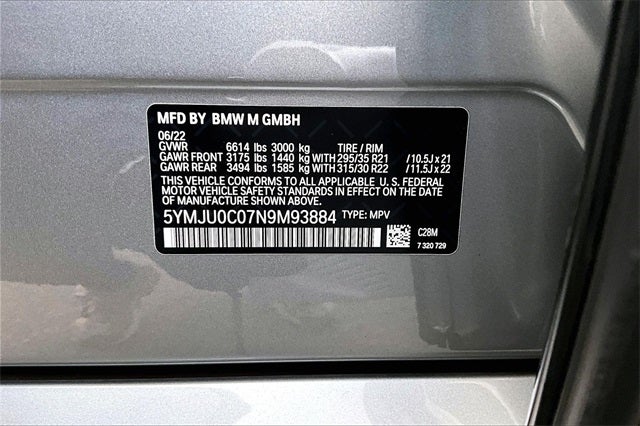 MFD BY BMW M GMBH
06/22
GVWR 6614 lbs 3000 kg TIRE / RIM
GAWR FRONT 3175 lbs 1440 kg WITH 295/35 R21 / 10.5J x 21
GAWR REAR 3494 lbs 1585 kg WITH 315/30 R22 / 11.5J x 22
THIS VEHICLE CONFORMS TO ALL APPLICABLE U. S. FEDERAL
MOTOR VEHICLE SAFETY STANDARDS IN EFFECT ON THE DATE
OF MANUFACTURE SHOWN ABOVE.
5YMJU0C07N9M93884 TYPE: MPV
C28M
7 320 729